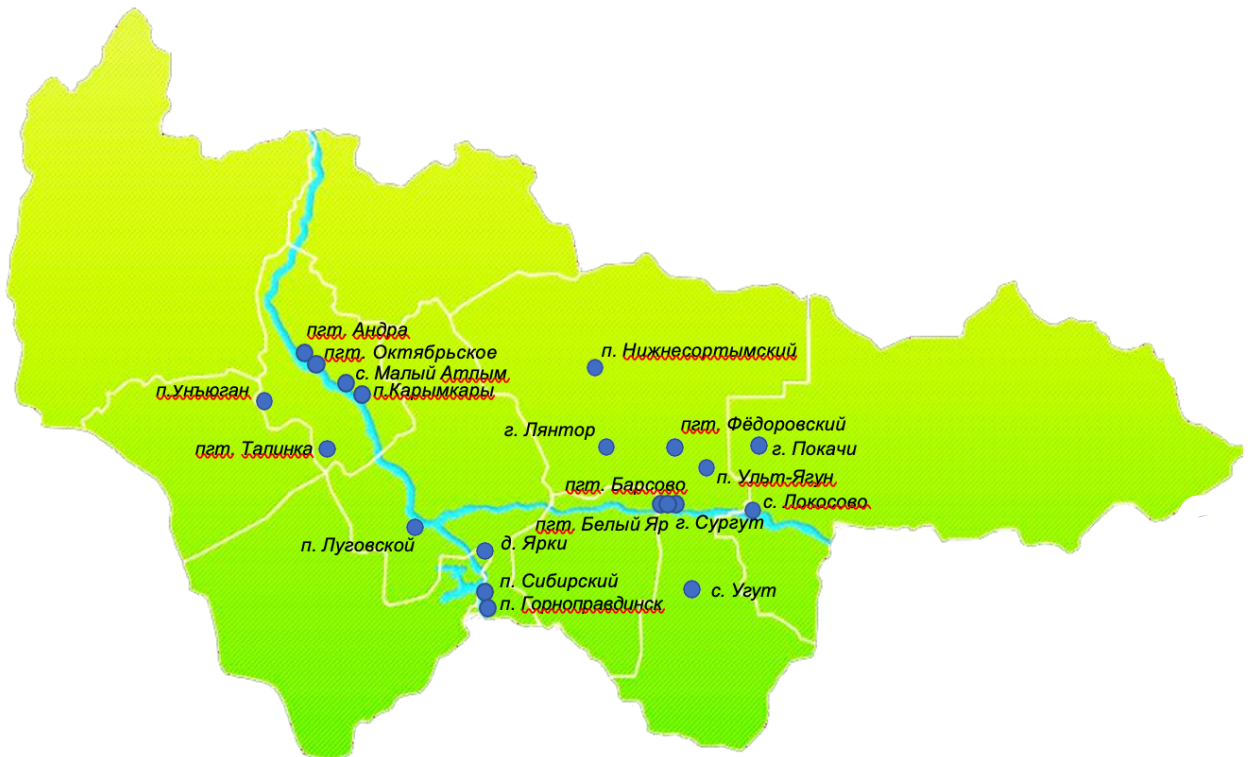 пгт. Андра
пгт. Октябрьское
п. Нижнесортымский
с. Малый Атлым
п.Унъюган
п.Карымкары
пгт. Фёдоровский
г. Лянтор
пгт. Талинка
г. Покачи
п. Ульт-Ягун
пгт. Барсово
с. Локосово
пгт. Белый Яр
г. Сургут
п. Луговской
д. Ярки
п. Сибирский
с. Угут
п. Горноправдинск